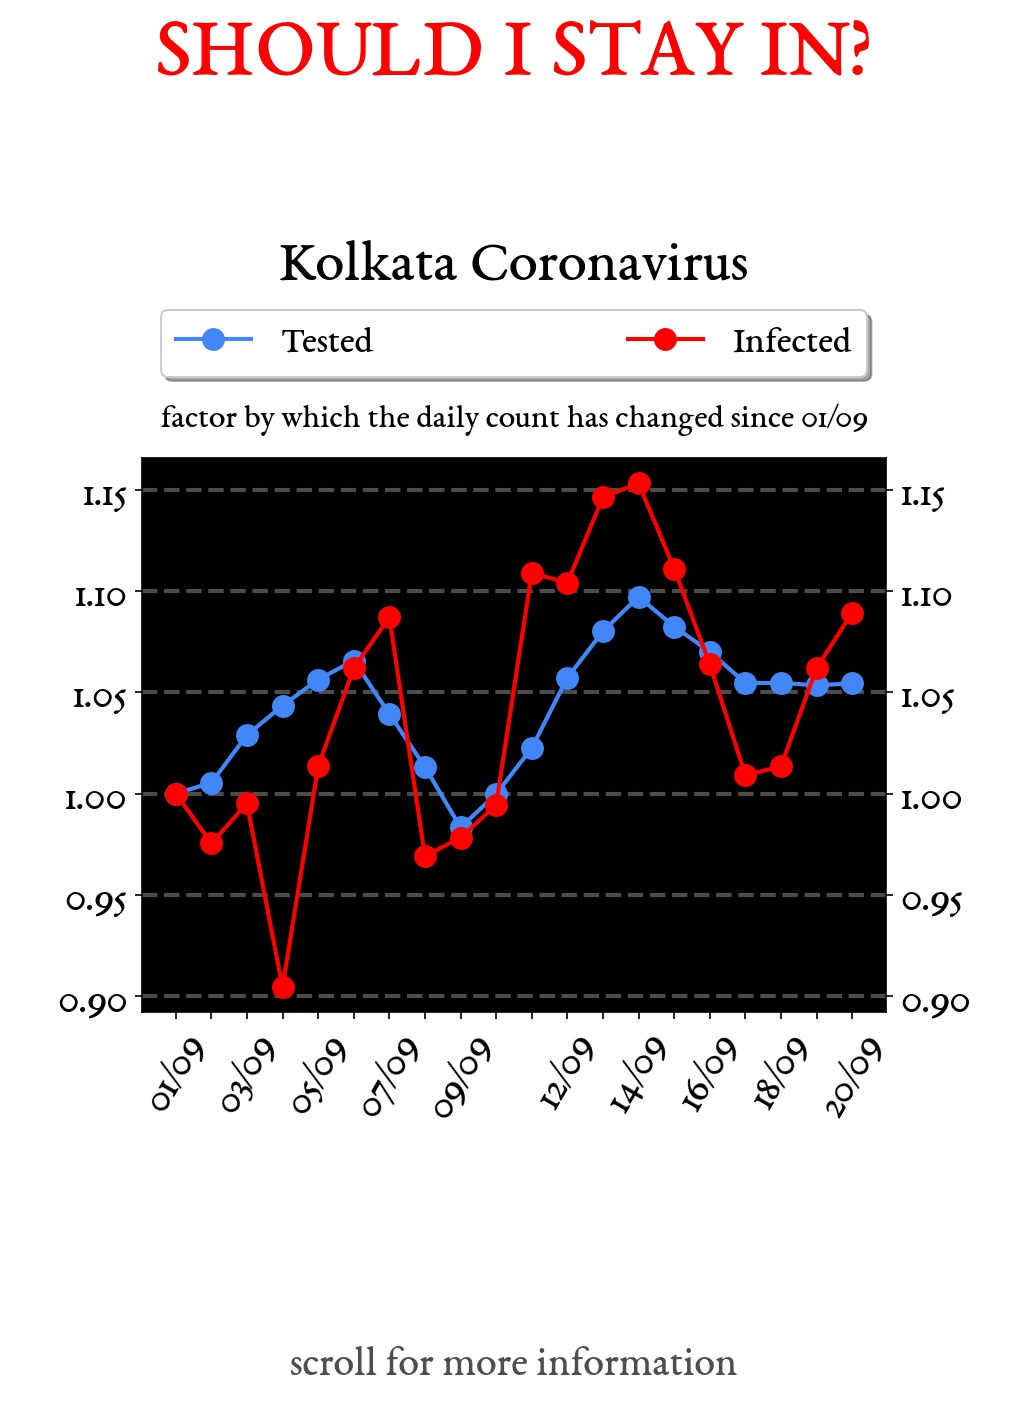 SHOULD I STAY IN?
Kolkata Coronavirus
Tested Infected
factor by which the daily count has changed since 01/09
1.15 1.15
1.10 1.10
1.05 1.05
1.00 1.00
0.95 0.95
0.90 0.90
01/09 03/09 05/09 07/09 09/09 12/09 14/09 16/09 18/09 20/09
scroll for more information